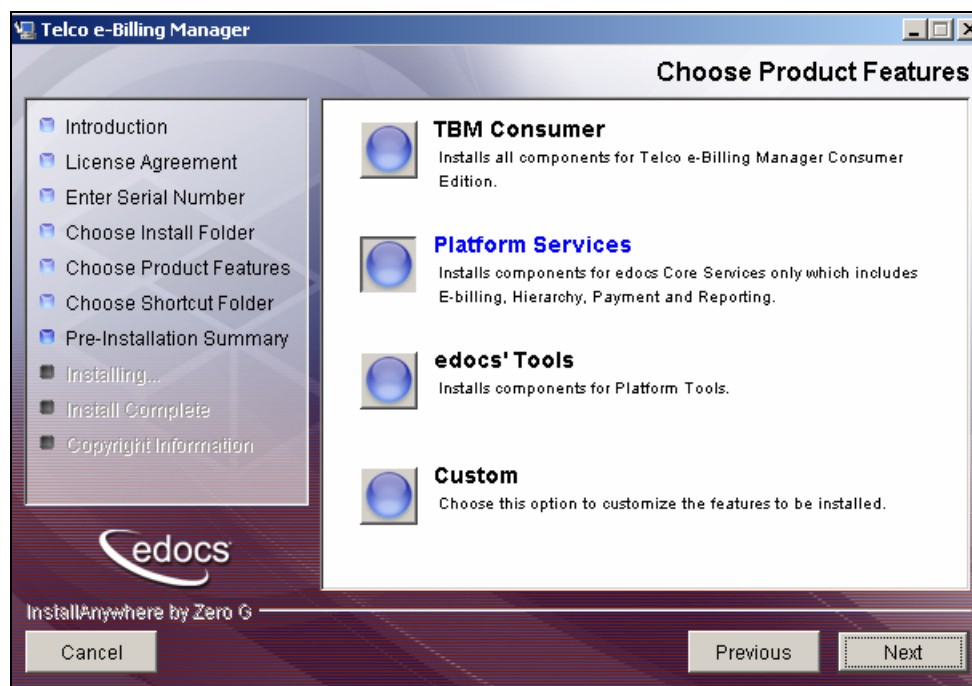 Telco e-Billing Manager
Choose Product Features
Introduction
License Agreement
Enter Serial Number
Choose Install Folder
Choose Product Features
Choose Shortcut Folder
Pre-Installation Summary
Installing...
Install Complete
Copyright Information
TBM Consumer
Installs all components for Telco e-Billing Manager Consumer
Edition.
Platform Services
Installs components for edocs Core Services only which includes
E-billing, Hierarchy, Payment and Reporting.
edocs' Tools
Installs components for Platform Tools.
Custom
Choose this option to customize the features to be installed.
edocs
InstallAnywhere by Zero G
Cancel
Previous
Next